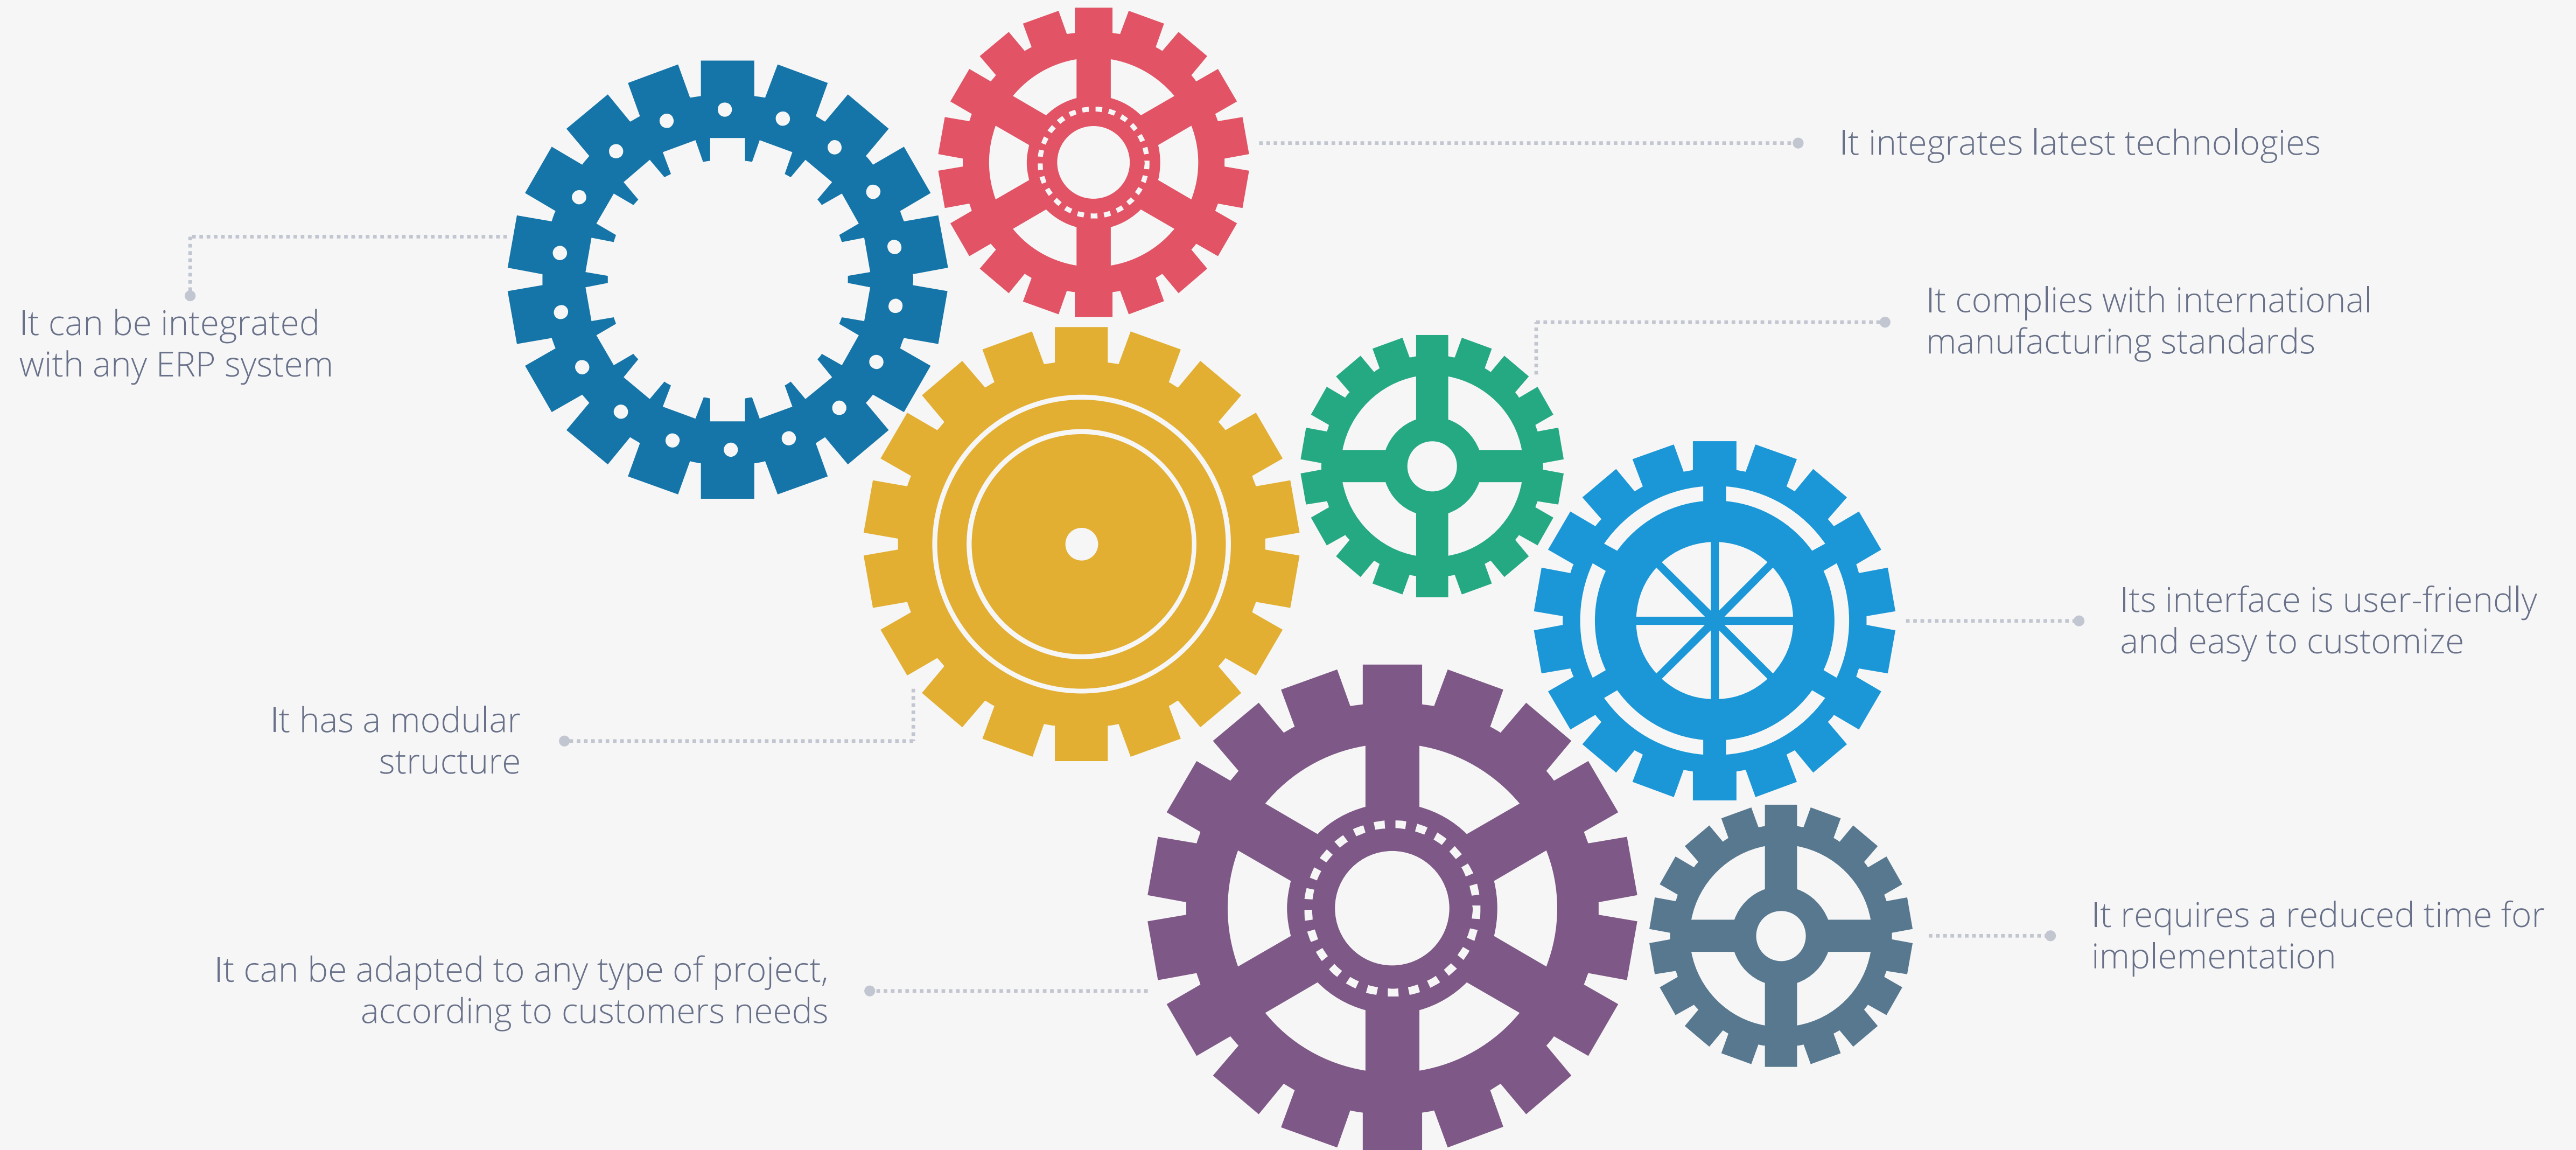 It integrates latest technologies
It can be integrated
with any ERP system
It complies with international
manufacturing standards
Its interface is user-friendly
and easy to customize
It has a modular
structure
It can be adapted to any type of project,
according to customers needs
It requires a reduced time for
implementation